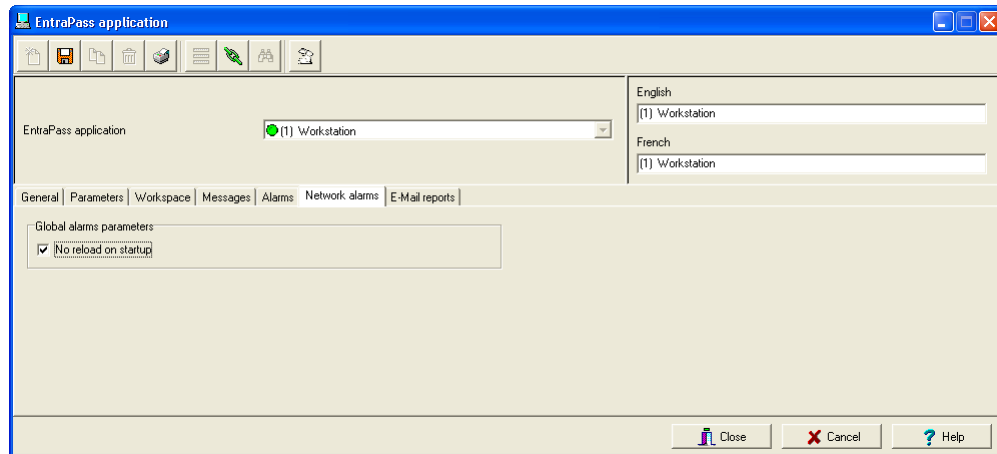 EntraPass application
EntraPass application
(1) Workstation
English
(1) Workstation
French
(1) Workstation
General Parameters Workspace Messages Alarms Network alarms E-Mail reports
Global alarms parameters
No reload on startup
Close Cancel ? Help